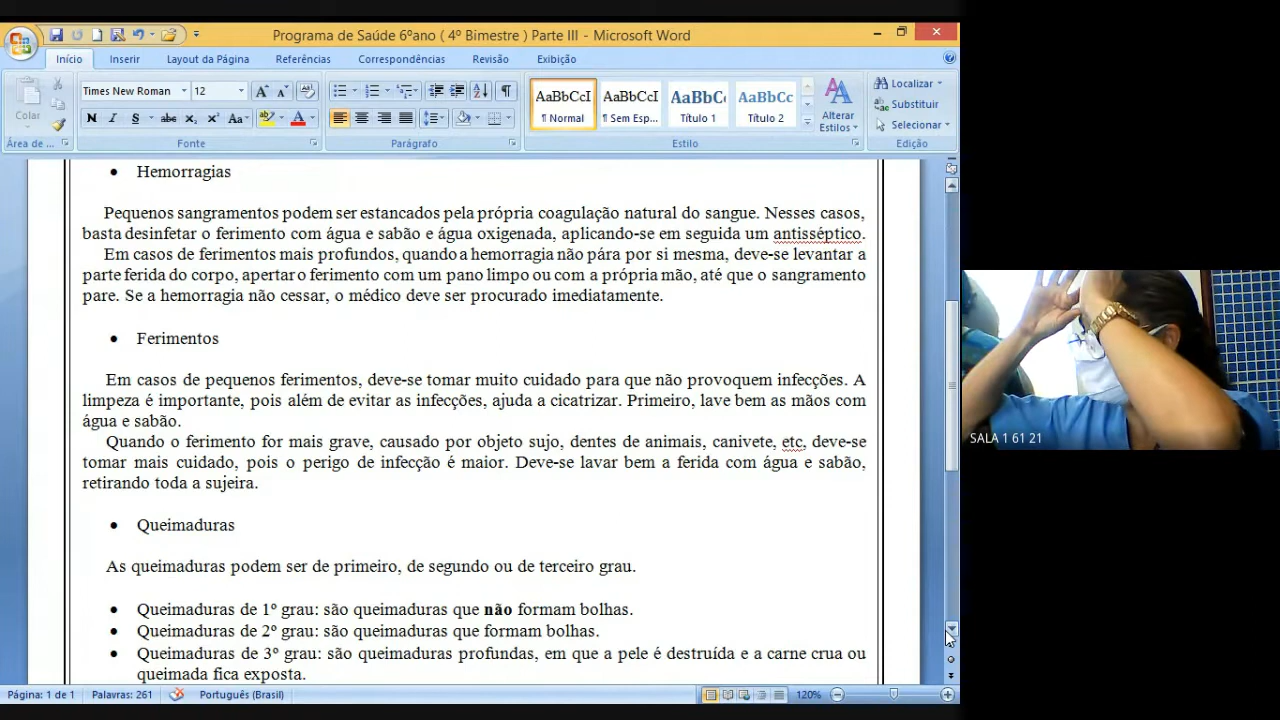 Programa de Saúde 6ºano ( 4º Bimestre ) Parte III - Microsoft Word
Início Inserir Layout da Página Referências Correspondências Revisão Exibição
Times New Roman 12 AaBbCcI AaBbCcI AaBbC AaBbCc Localizar
Substituir
Selecionar
Colar N I S abc x₂ x² Aa ¶ Normal ¶ Sem Esp... Título 1 Título 2 Alterar Estilos
Área de ... Fonte Parágrafo Estilo Edição
• Hemorragias
Pequenos sangramentos podem ser estancados pela própria coagulação natural do sangue. Nesses casos,
basta desinfetar o ferimento com água e sabão e água oxigenada, aplicando-se em seguida um antisséptico.
Em casos de ferimentos mais profundos, quando a hemorragia não pára por si mesma, deve-se levantar a
parte ferida do corpo, apertar o ferimento com um pano limpo ou com a própria mão, até que o sangramento
pare. Se a hemorragia não cessar, o médico deve ser procurado imediatamente.
• Ferimentos
Em casos de pequenos ferimentos, deve-se tomar muito cuidado para que não provoquem infecções. A
limpeza é importante, pois além de evitar as infecções, ajuda a cicatrizar. Primeiro, lave bem as mãos com
água e sabão.
Quando o ferimento for mais grave, causado por objeto sujo, dentes de animais, canivete, etc, deve-se
tomar mais cuidado, pois o perigo de infecção é maior. Deve-se lavar bem a ferida com água e sabão,
retirando toda a sujeira.
• Queimaduras
As queimaduras podem ser de primeiro, de segundo ou de terceiro grau.
• Queimaduras de 1º grau: são queimaduras que não formam bolhas.
• Queimaduras de 2º grau: são queimaduras que formam bolhas.
• Queimaduras de 3º grau: são queimaduras profundas, em que a pele é destruída e a carne crua ou
queimada fica exposta.
Página: 1 de 1 Palavras: 261 Português (Brasil) 120%
SALA 1 61 21